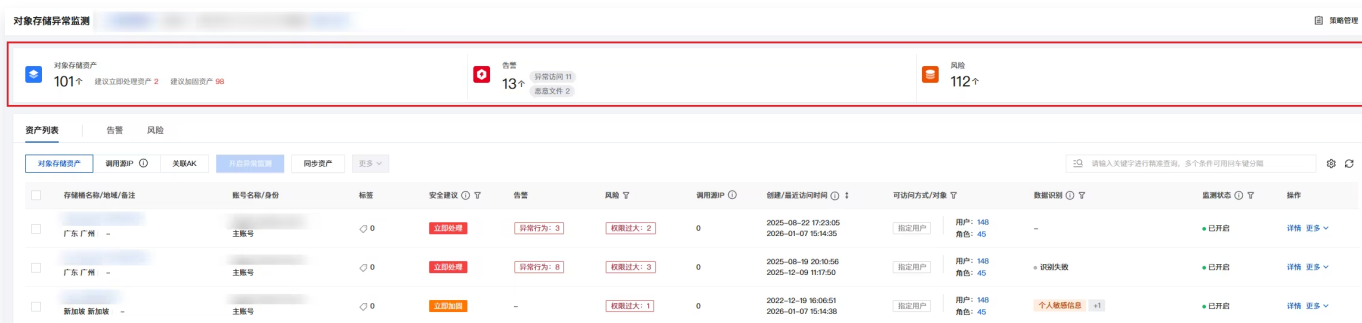 对象存储异常监测
策略管理
对象存储资产
101个 建议立即处理资产 2 建议加固资产 98
告警
13个 异常访问 11
恶意文件 2
风险
112个
资产列表 告警 风险
对象存储资产 调用源IP 关联AK 开启异常监测 同步资产 更多
请输入关键字进行精准查询，多个条件可用回车键分隔
存储桶名称/地域/备注 账号名称/身份 标签 安全建议 告警 风险 调用源IP 创建/最近访问时间 可访问方式/对象 数据识别 监测状态 操作
广东 广州 - 主账号 0 立即处理 异常行为：3 权限过大：2 0 2025-08-22 17:23:05 2026-01-07 15:14:35 指定用户 用户：148 角色：45 - 已开启 详情 更多
广东 广州 - 主账号 0 立即处理 异常行为：8 权限过大：3 0 2025-08-19 20:10:56 2025-12-09 11:17:50 指定用户 用户：148 角色：45 识别失败 已开启 详情 更多
新加坡 新加坡 - 主账号 0 立即加固 - 权限过大：1 0 2022-12-19 16:06:51 2026-01-07 15:14:38 指定用户 用户：148 角色：45 个人敏感信息 +1 已开启 详情 更多